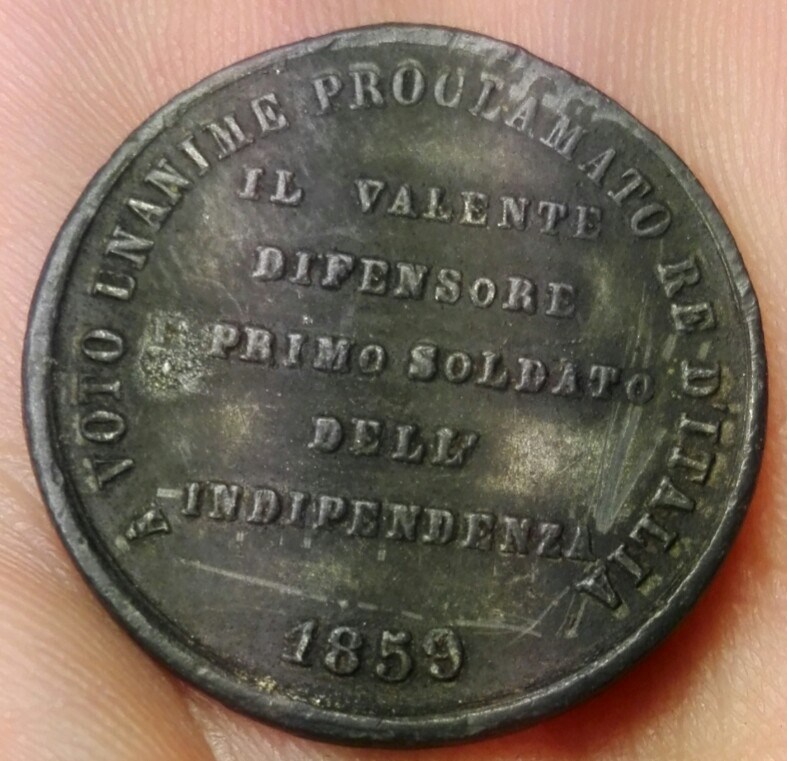 A VOTO UNANIME PROCLAMATO RE D'ITALIA
IL VALENTE
DIFENSORE
PRIMO SOLDATO
DELL'
INDIPENDENZA
1859